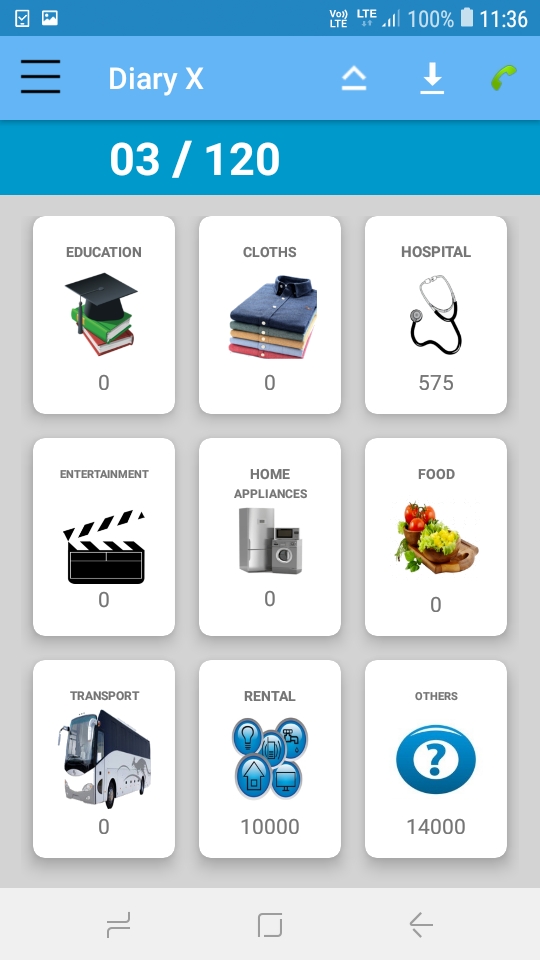 Vo)) LTE LTE 100% 11:36
Diary X
03 / 120
EDUCATION
0
CLOTHS
0
HOSPITAL
575
ENTERTAINMENT
0
HOME
APPLIANCES
0
FOOD
0
TRANSPORT
0
RENTAL
10000
OTHERS
?
14000